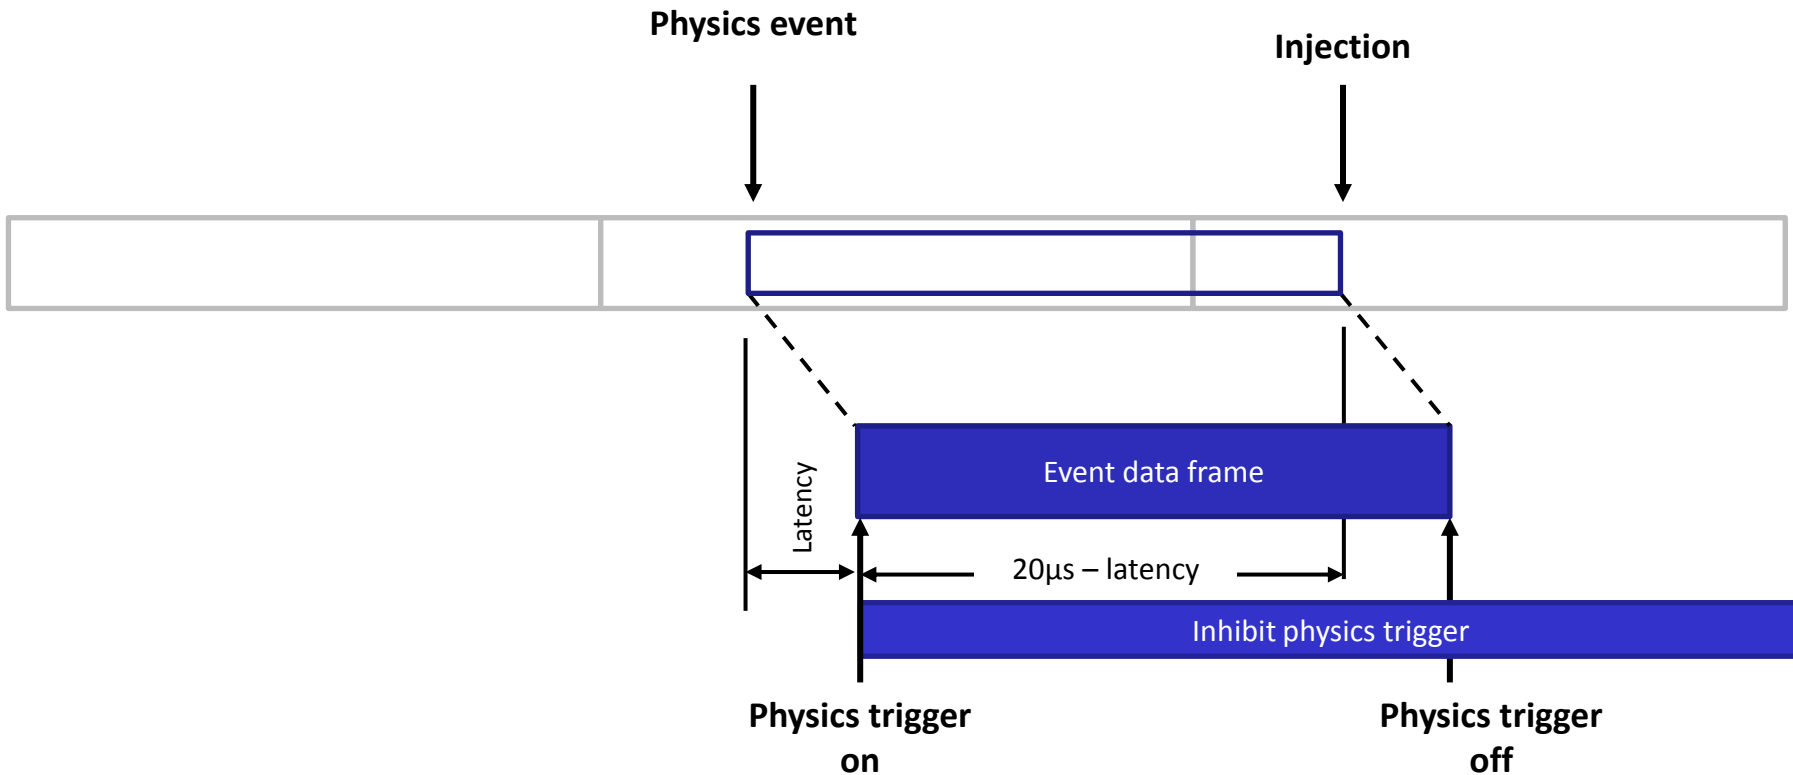 Physics event
Injection
Latency
Event data frame
20µs – latency
Inhibit physics trigger
Physics trigger
on
Physics trigger
off